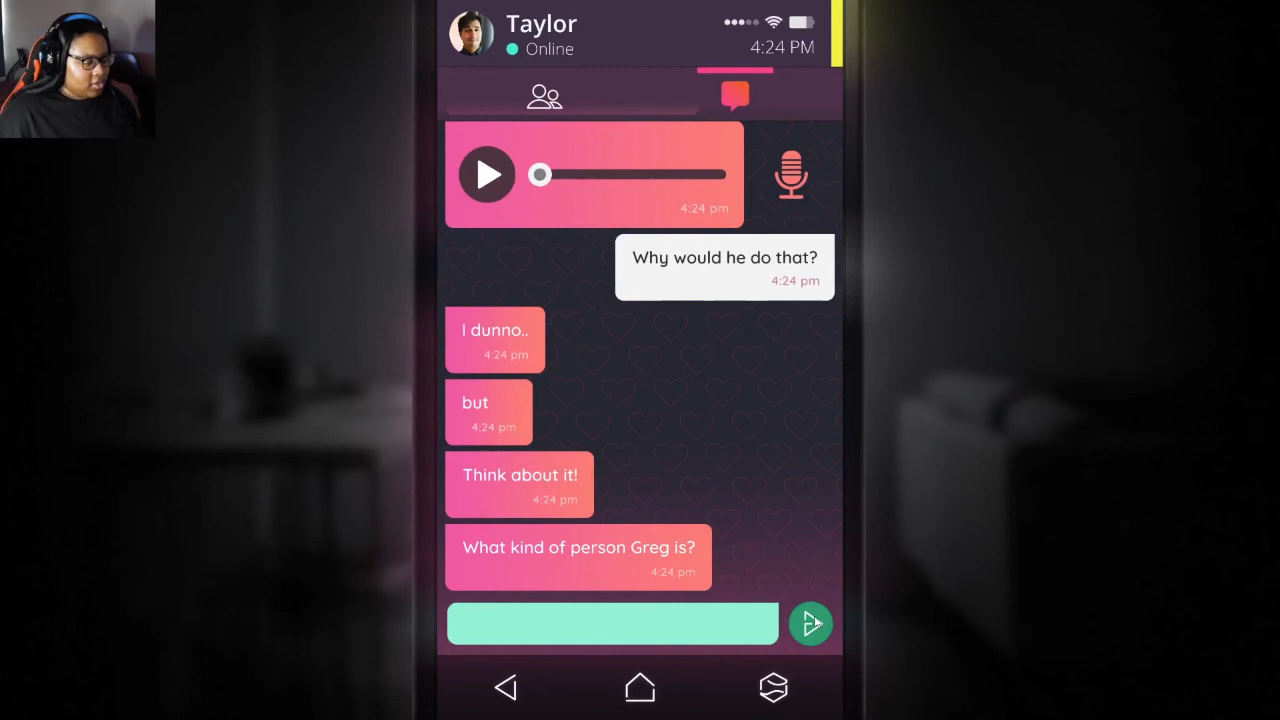 Taylor
Online
4:24 PM
4:24 pm
Why would he do that?
4:24 pm
I dunno..
4:24 pm
but
4:24 pm
Think about it!
4:24 pm
What kind of person Greg is?
4:24 pm